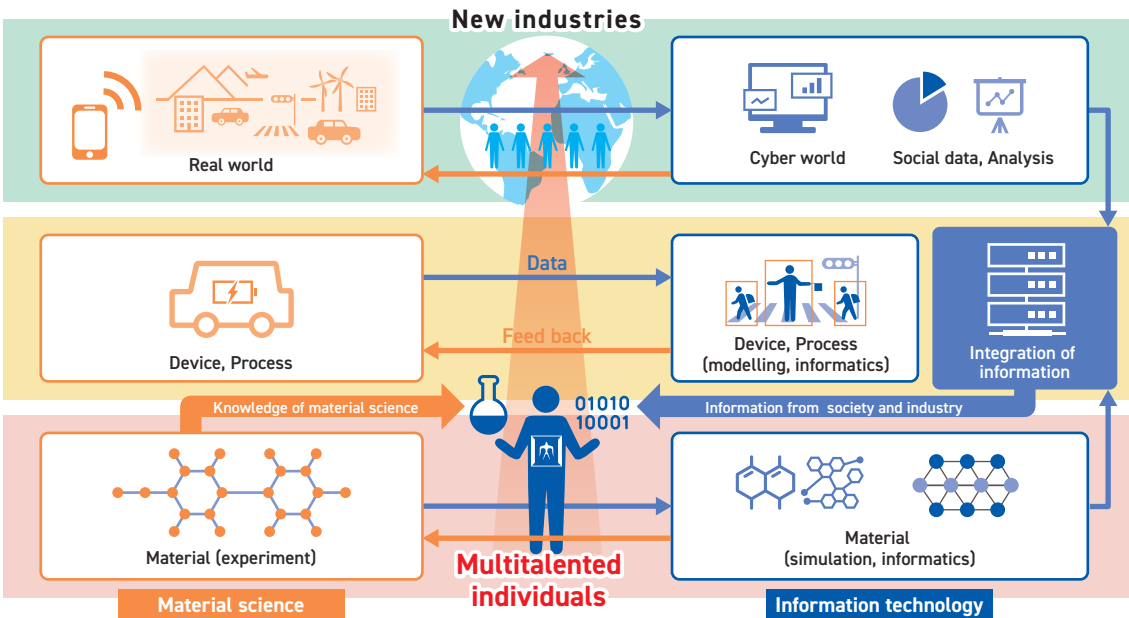 New industries
Real world
Cyber world
Social data, Analysis
Data
Feed back
Device, Process
Device, Process
(modelling, informatics)
Integration of
information
Knowledge of material science
01010
10001
Information from society and industry
Material (experiment)
Material
(simulation, informatics)
Multitalented
individuals
Material science
Information technology